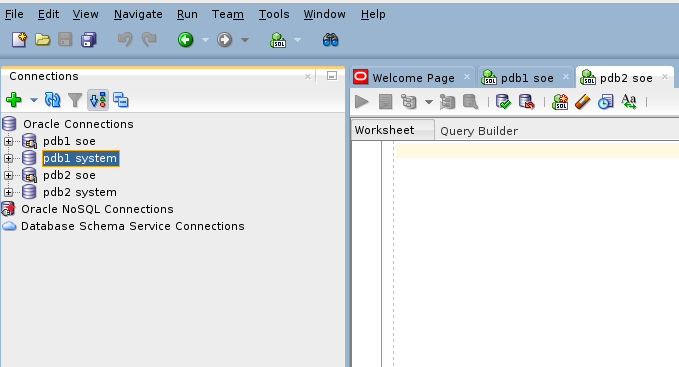 File Edit View Navigate Run Team Tools Window Help
Connections
Welcome Page pdb1 soe pdb2 soe
Worksheet Query Builder
Oracle Connections
pdb1 soe
pdb1 system
pdb2 soe
pdb2 system
Oracle NoSQL Connections
Database Schema Service Connections